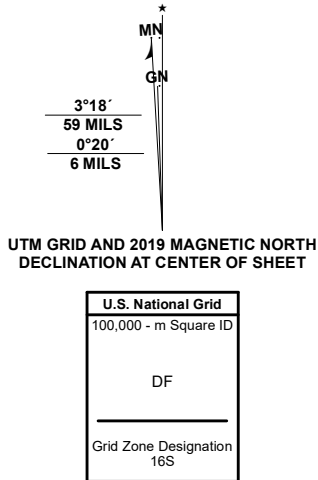 MN
GN
3°18´
59 MILS
0°20´
6 MILS
UTM GRID AND 2019 MAGNETIC NORTH
DECLINATION AT CENTER OF SHEET
U.S. National Grid
100,000 - m Square ID
DF
Grid Zone Designation
16S